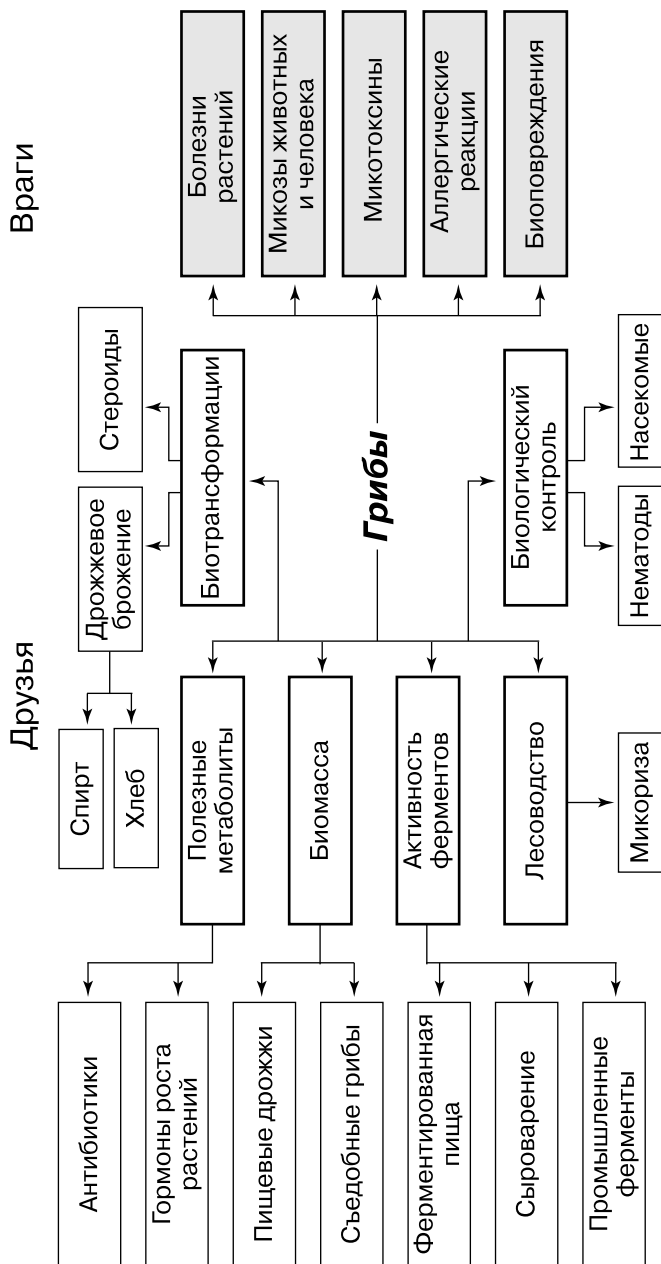 Друзья
Враги
Спирт
Хлеб
Дрожжевое
брожение
Стероиды
Антибиотики
Гормоны роста
растений
Пищевые дрожжи
Съедобные грибы
Ферментированная
пища
Сыроварение
Промышленные
ферменты
Полезные
метаболиты
Биомасса
Активность
ферментов
Лесоводство
Микориза
Биотрансформации
Грибы
Биологический
контроль
Нематоды
Насекомые
Болезни
растений
Микозы животных
и человека
Микотоксины
Аллергические
реакции
Биоповреждения